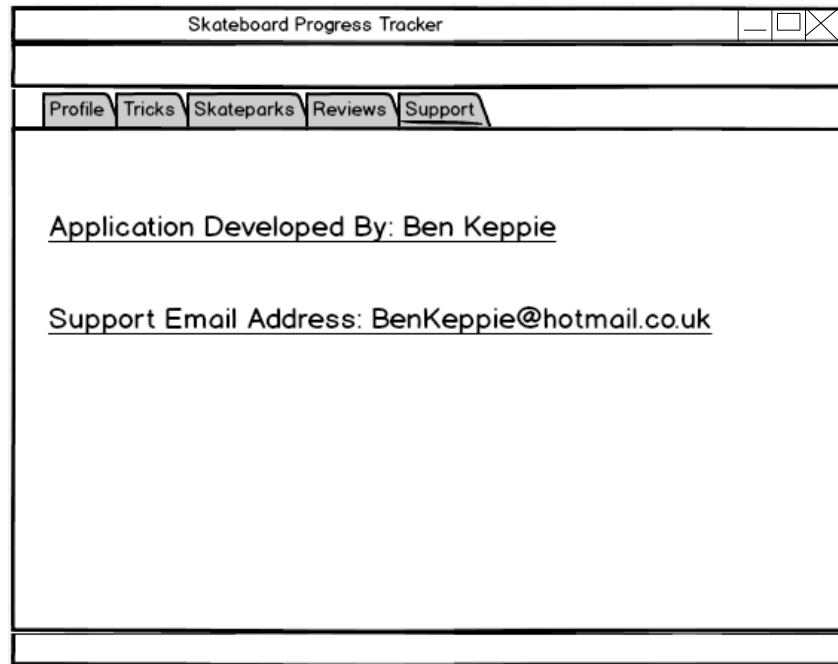 Skateboard Progress Tracker
Profile Tricks Skateparks Reviews Support
Application Developed By: Ben Keppie
Support Email Address: BenKeppie@hotmail.co.uk